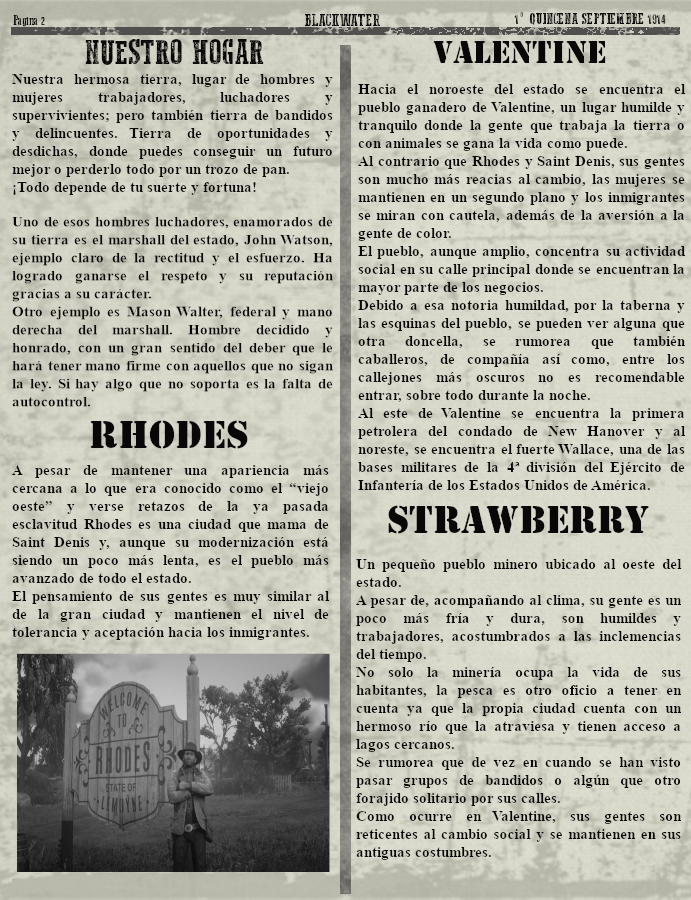 Pagina 2
BLACKWATER
1ª QUINCENA SEPTIEMBRE 1914
NUESTRO HOGAR
Nuestra hermosa tierra, lugar de hombres y
mujeres trabajadores, luchadores y
supervivientes; pero también tierra de bandidos
y delincuentes. Tierra de oportunidades y
desdichas, donde puedes conseguir un futuro
mejor o perderlo todo por un trozo de pan.
¡Todo depende de tu suerte y fortuna!
Uno de esos hombres luchadores, enamorados de
su tierra es el marshall del estado, John Watson,
ejemplo claro de la rectitud y el esfuerzo. Ha
logrado ganarse el respeto y su reputación
gracias a su carácter.
Otro ejemplo es Mason Walter, federal y mano
derecha del marshall. Hombre decidido y
honrado, con un gran sentido del deber que le
hará tener mano firme con aquellos que no sigan
la ley. Si hay algo que no soporta es la falta de
autocontrol.
RHODES
A pesar de mantener una apariencia más
cercana a lo que era conocido como el “viejo
oeste” y verse retazos de la ya pasada
esclavitud Rhodes es una ciudad que mama de
Saint Denis y, aunque su modernización está
siendo un poco más lenta, es el pueblo más
avanzado de todo el estado.
El pensamiento de sus gentes es muy similar al
de la gran ciudad y mantienen el nivel de
tolerancia y aceptación hacia los inmigrantes.
WELCOME
TO
RHODES
STATE OF
LEMOYNE
VALENTINE
Hacia el noroeste del estado se encuentra el
pueblo ganadero de Valentine, un lugar humilde y
tranquilo donde la gente que trabaja la tierra o
con animales se gana la vida como puede.
Al contrario que Rhodes y Saint Denis, sus gentes
son mucho más reacias al cambio, las mujeres se
mantienen en un segundo plano y los inmigrantes
se miran con cautela, además de la aversión a la
gente de color.
El pueblo, aunque amplio, concentra su actividad
social en su calle principal donde se encuentran la
mayor parte de los negocios.
Debido a esa notoria humildad, por la taberna y
las esquinas del pueblo, se pueden ver alguna que
otra doncella, se rumorea que también
caballeros, de compañía así como, entre los
callejones más oscuros no es recomendable
entrar, sobre todo durante la noche.
Al este de Valentine se encuentra la primera
petrolera del condado de New Hanover y al
noreste, se encuentra el fuerte Wallace, una de las
bases militares de la 4ª división del Ejército de
Infantería de los Estados Unidos de América.
STRAWBERRY
Un pequeño pueblo minero ubicado al oeste del
estado.
A pesar de, acompañando al clima, su gente es un
poco más fría y dura, son humildes y
trabajadores, acostumbrados a las inclemencias
del tiempo.
No solo la minería ocupa la vida de sus
habitantes, la pesca es otro oficio a tener en
cuenta ya que la propia ciudad cuenta con un
hermoso río que la atraviesa y tienen acceso a
lagos cercanos.
Se rumorea que de vez en cuando se han visto
pasar grupos de bandidos o algún que otro
forajido solitario por sus calles.
Como ocurre en Valentine, sus gentes son
reticentes al cambio social y se mantienen en sus
antiguas costumbres.